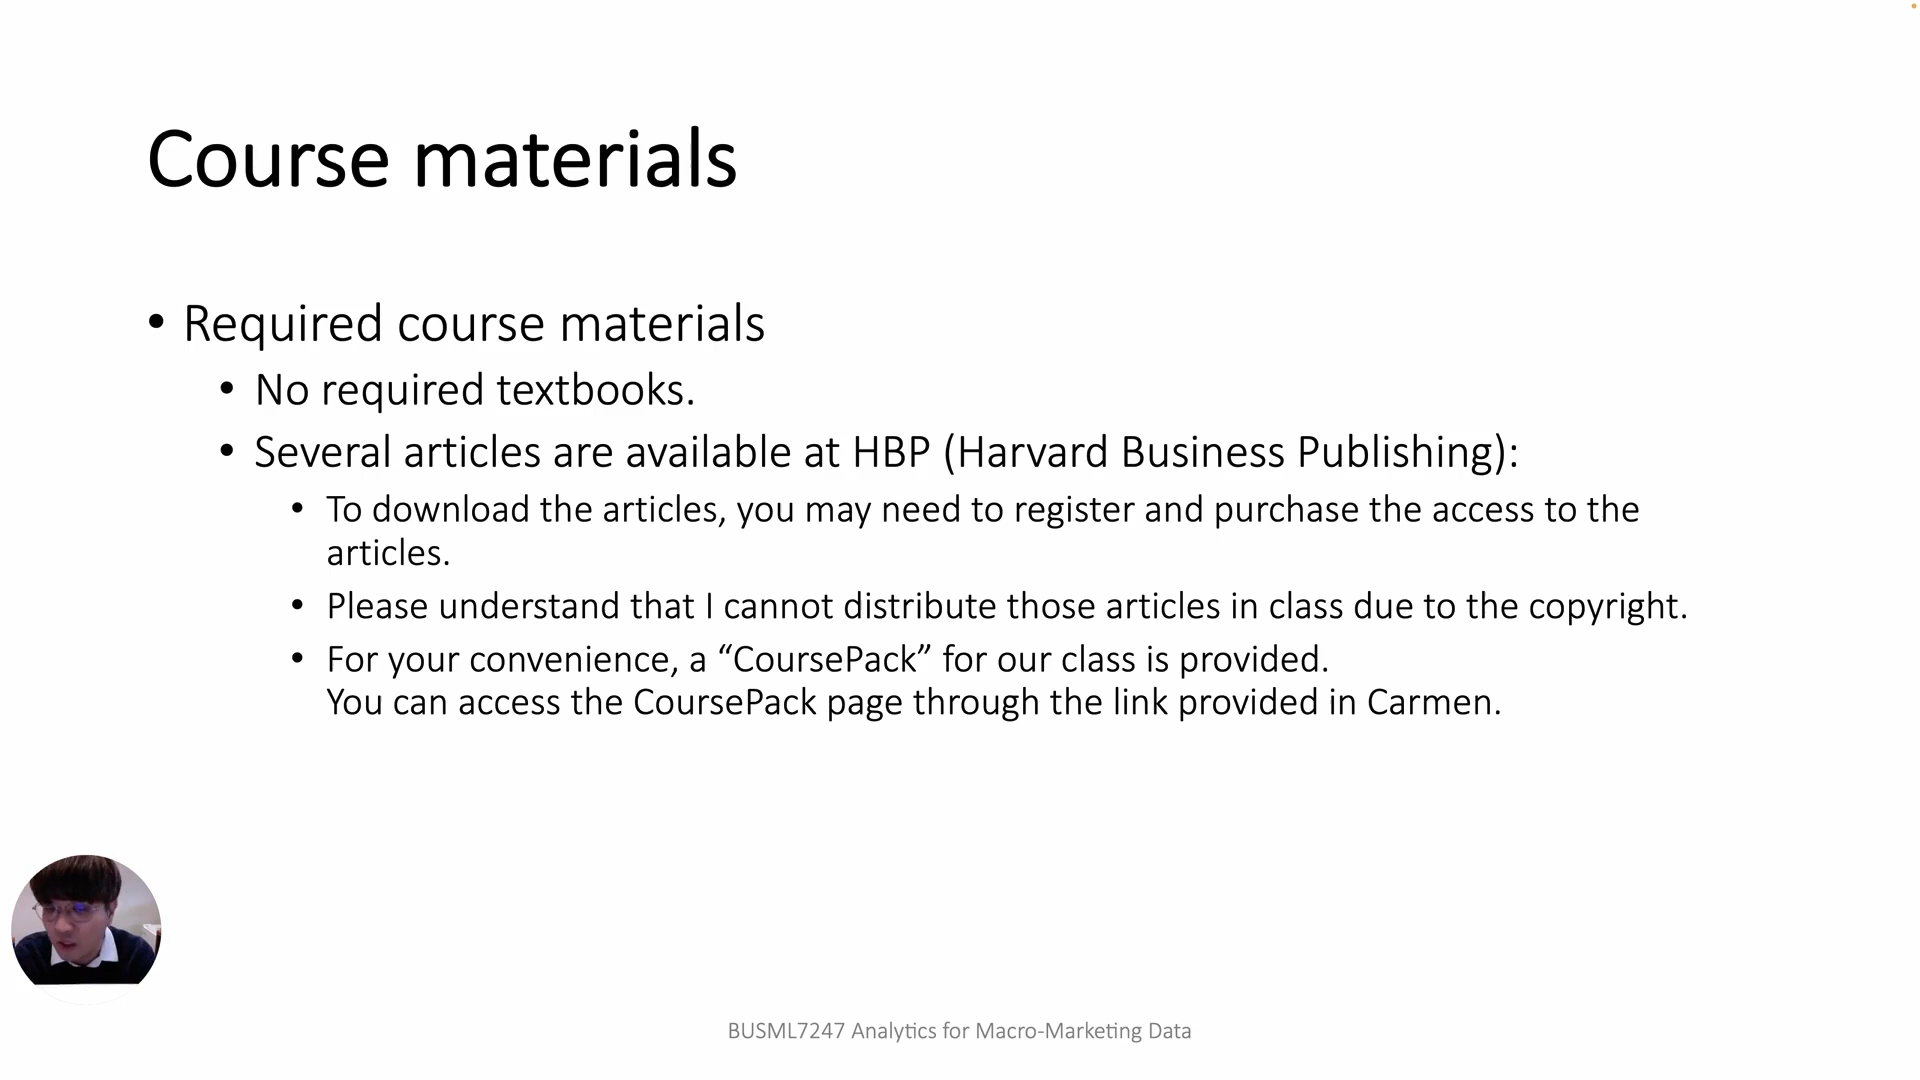 Course materials
• Required course materials
• No required textbooks.
• Several articles are available at HBP (Harvard Business Publishing):
• To download the articles, you may need to register and purchase the access to the
articles.
• Please understand that I cannot distribute those articles in class due to the copyright.
• For your convenience, a “CoursePack” for our class is provided.
You can access the CoursePack page through the link provided in Carmen.
BUSML7247 Analytics for Macro-Marketing Data